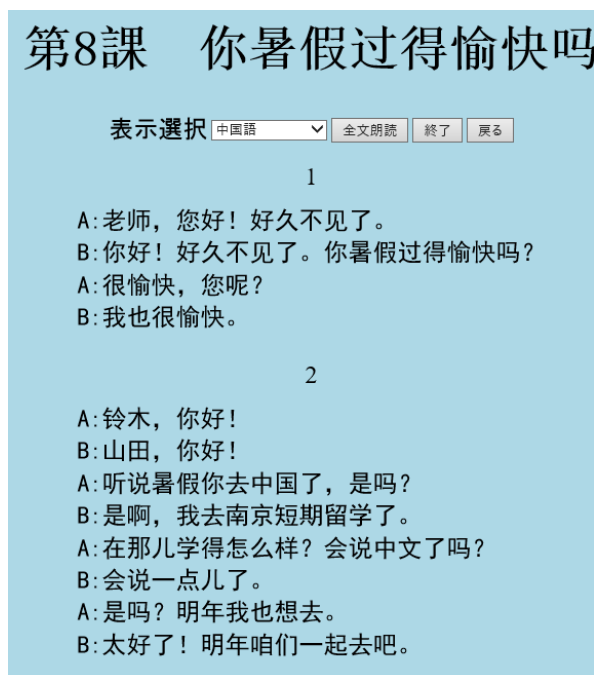 第8課　你暑假过得愉快吗
表示選択 中国語 全文朗読 終了 戻る
1
A:老师，您好！好久不见了。
B:你好！好久不见了。你暑假过得愉快吗？
A:很愉快，您呢？
B:我也很愉快。
2
A:铃木，你好！
B:山田，你好！
A:听说暑假你去中国了，是吗？
B:是啊，我去南京短期留学了。
A:在那儿学得怎么样？会说中文了吗？
B:会说一点儿了。
A:是吗？明年我也想去。
B:太好了！明年咱们一起去吧。